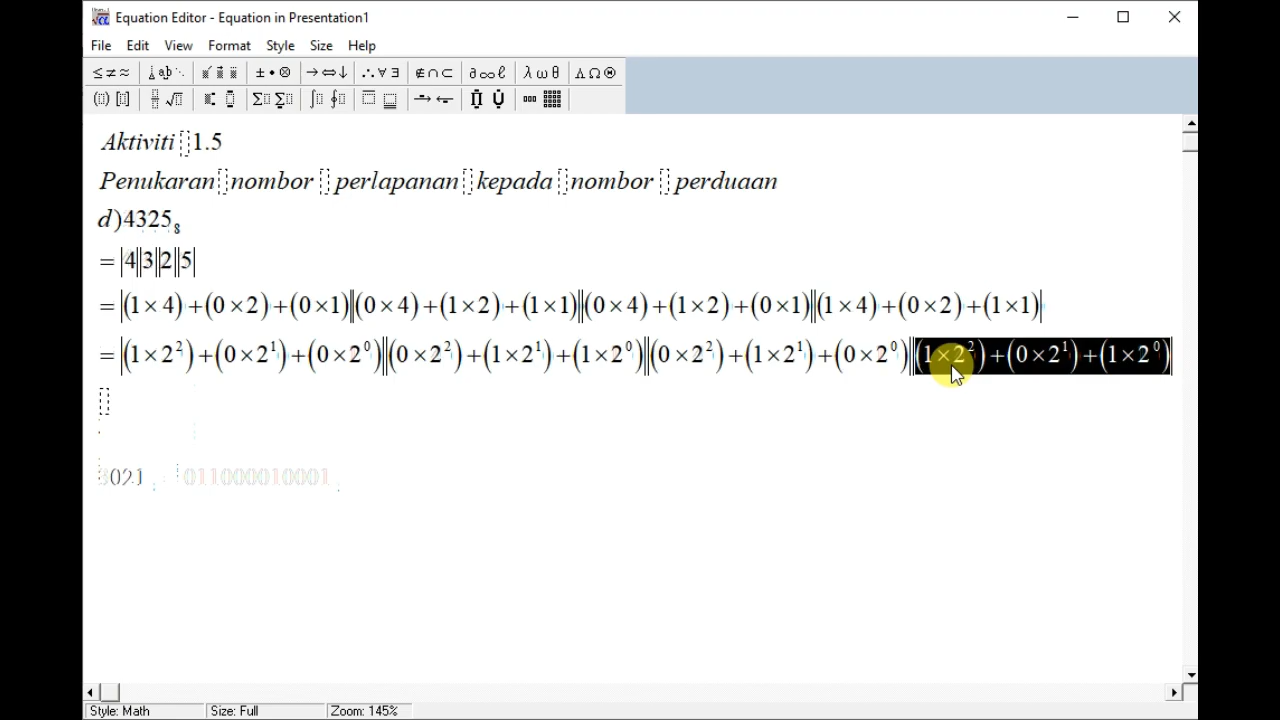 Equation Editor - Equation in Presentation1
File Edit View Format Style Size Help
Aktiviti 1.5
Penukaran nombor perlapanan kepada nombor perduaan
d)4325₈
= |4||3||2||5|
= |(1×4)+(0×2)+(0×1)||(0×4)+(1×2)+(1×1)||(0×4)+(1×2)+(0×1)||(1×4)+(0×2)+(1×1)|
= |(1×2²)+(0×2¹)+(0×2⁰)||(0×2²)+(1×2¹)+(1×2⁰)||(0×2²)+(1×2¹)+(0×2⁰)||(1×2²)+(0×2¹)+(1×2⁰)|
3021 011000010001
Style: Math Size: Full Zoom: 145%